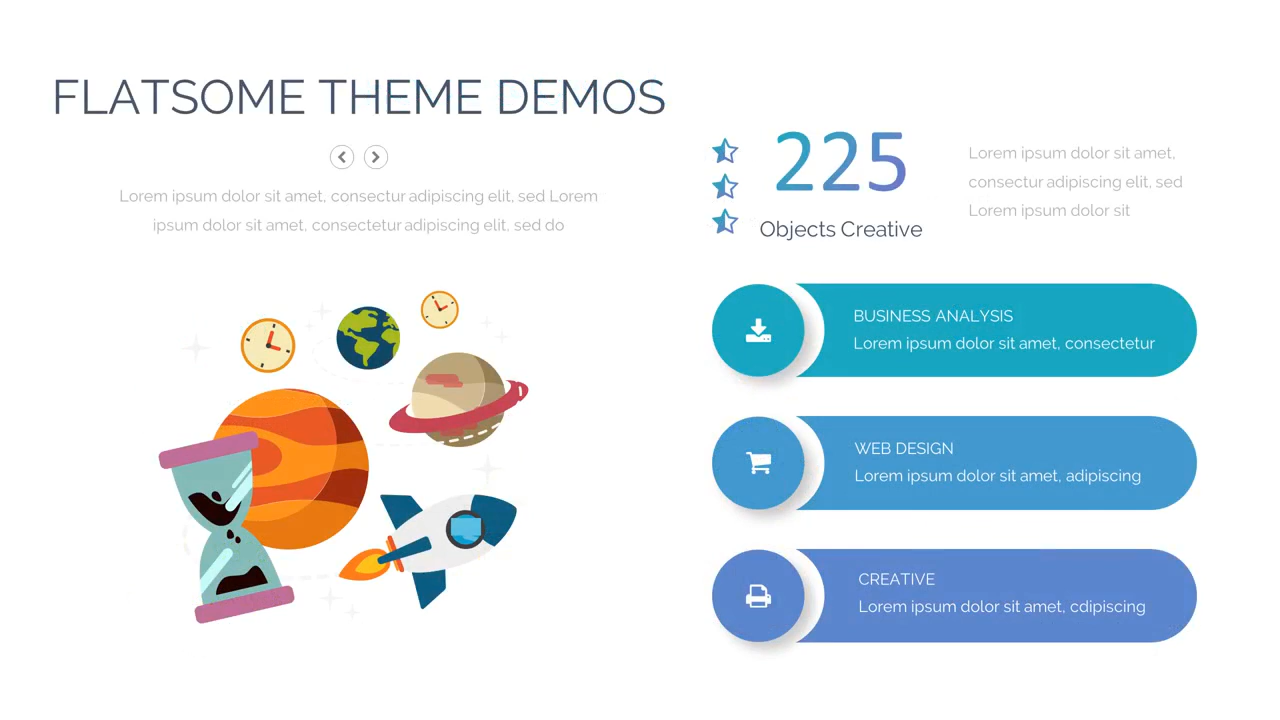 FLATSOME THEME DEMOS
Lorem ipsum dolor sit amet, consectur adipiscing elit, sed Lorem
ipsum dolor sit amet, consectetur adipiscing elit, sed do
225
Objects Creative
Lorem ipsum dolor sit amet,
consectur adipiscing elit, sed
Lorem ipsum dolor sit
BUSINESS ANALYSIS
Lorem ipsum dolor sit amet, consectetur
WEB DESIGN
Lorem ipsum dolor sit amet, adipiscing
CREATIVE
Lorem ipsum dolor sit amet, cdipiscing